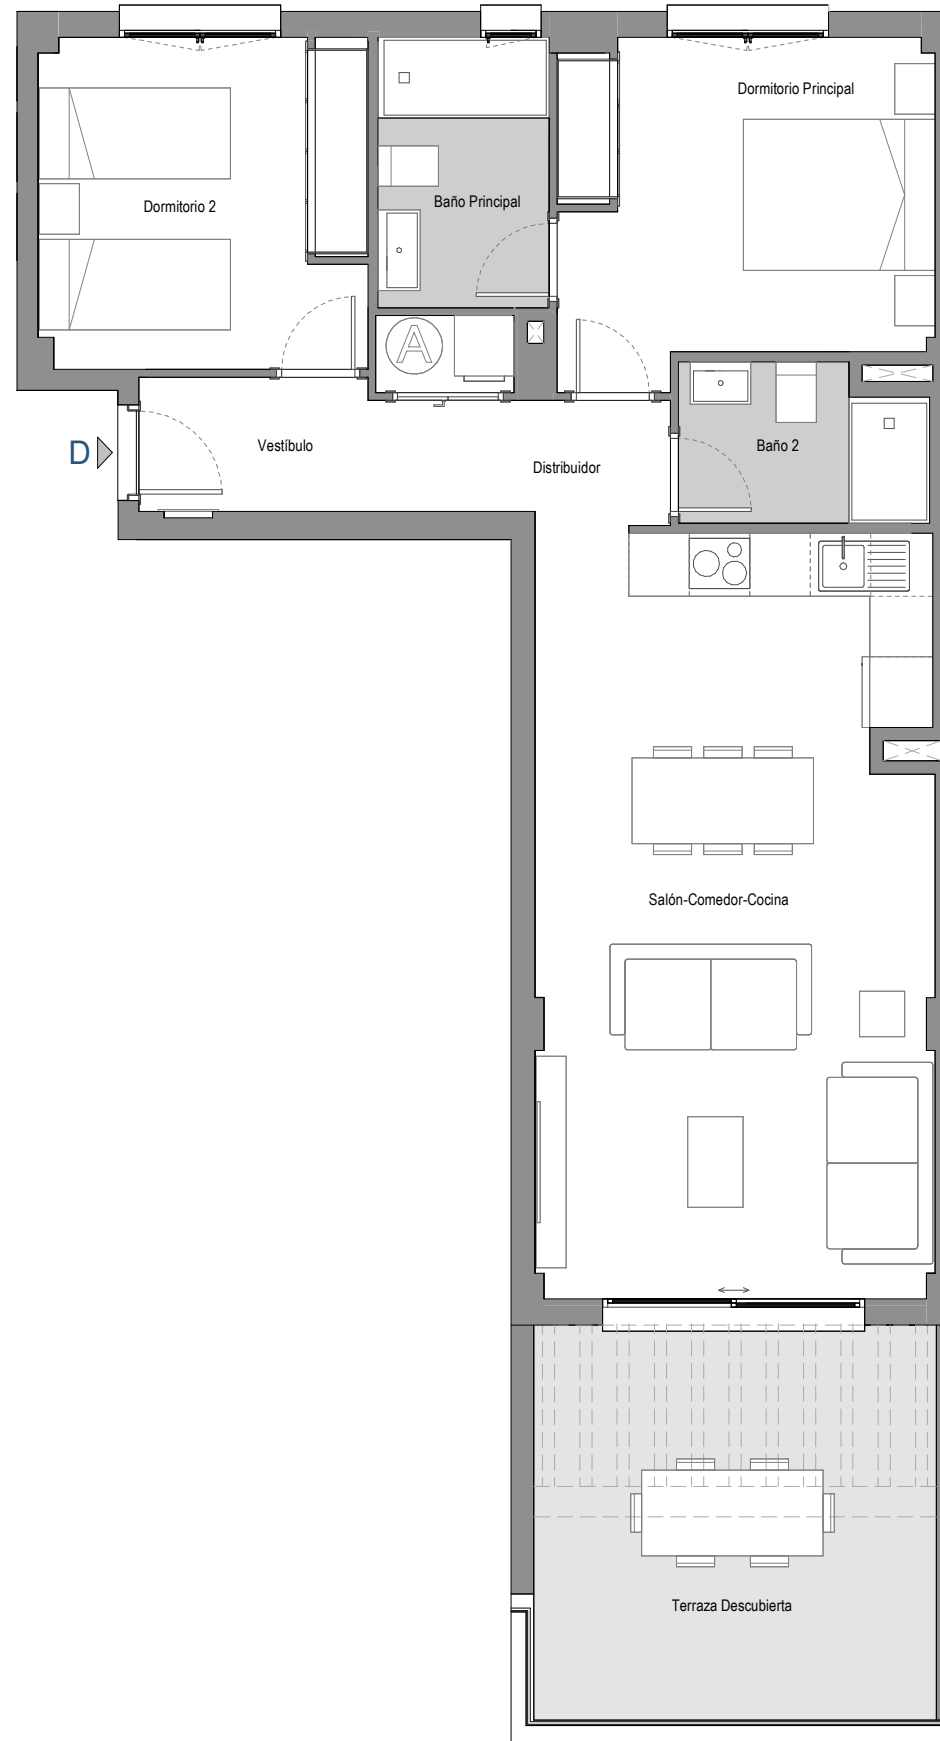 Dormitorio Principal
Dormitorio 2
Baño Principal
A
D
Vestíbulo
Distribuidor
Baño 2
Salón-Comedor-Cocina
Terraza Descubierta